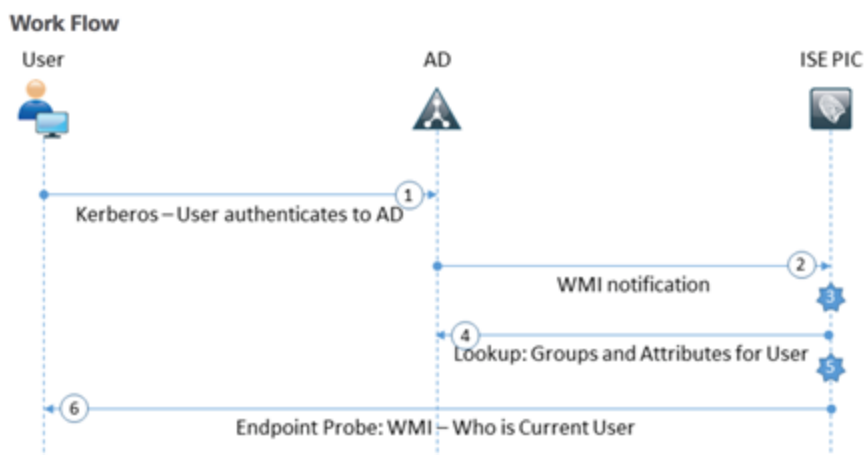 Work Flow
User AD ISE PIC
1
Kerberos – User authenticates to AD
2
WMI notification
3
4
Lookup: Groups and Attributes for User
5
6
Endpoint Probe: WMI – Who is Current User